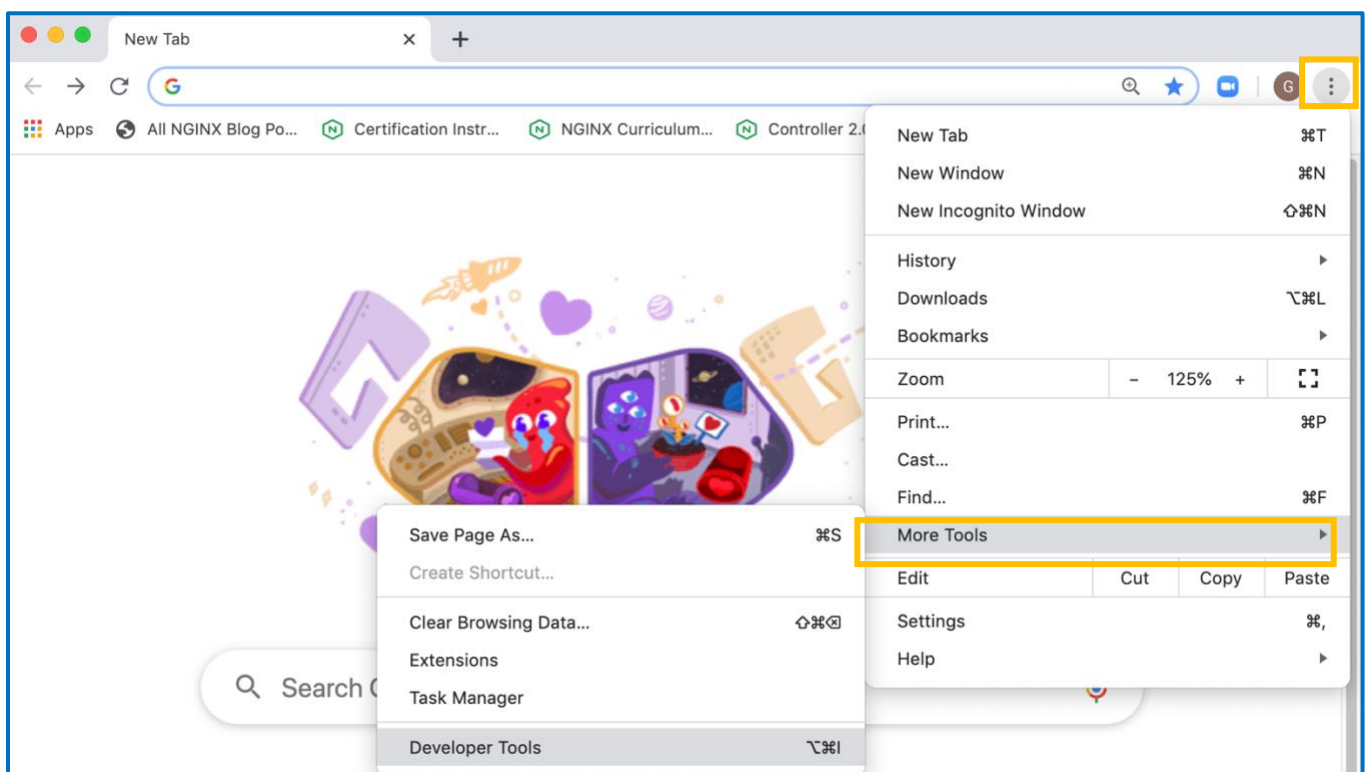 New Tab
G
Apps All NGINX Blog Po... Certification Instr... NGINX Curriculum... Controller 2.
New Tab ⌘T
New Window ⌘N
New Incognito Window ⇧⌘N
History
Downloads ⌥⌘L
Bookmarks
Zoom - 125% +
Print... ⌘P
Cast...
Find... ⌘F
More Tools
Edit Cut Copy Paste
Settings ⌘,
Help
Save Page As... ⌘S
Create Shortcut...
Clear Browsing Data... ⇧⌘⌫
Extensions
Task Manager
Developer Tools ⌥⌘I
Search